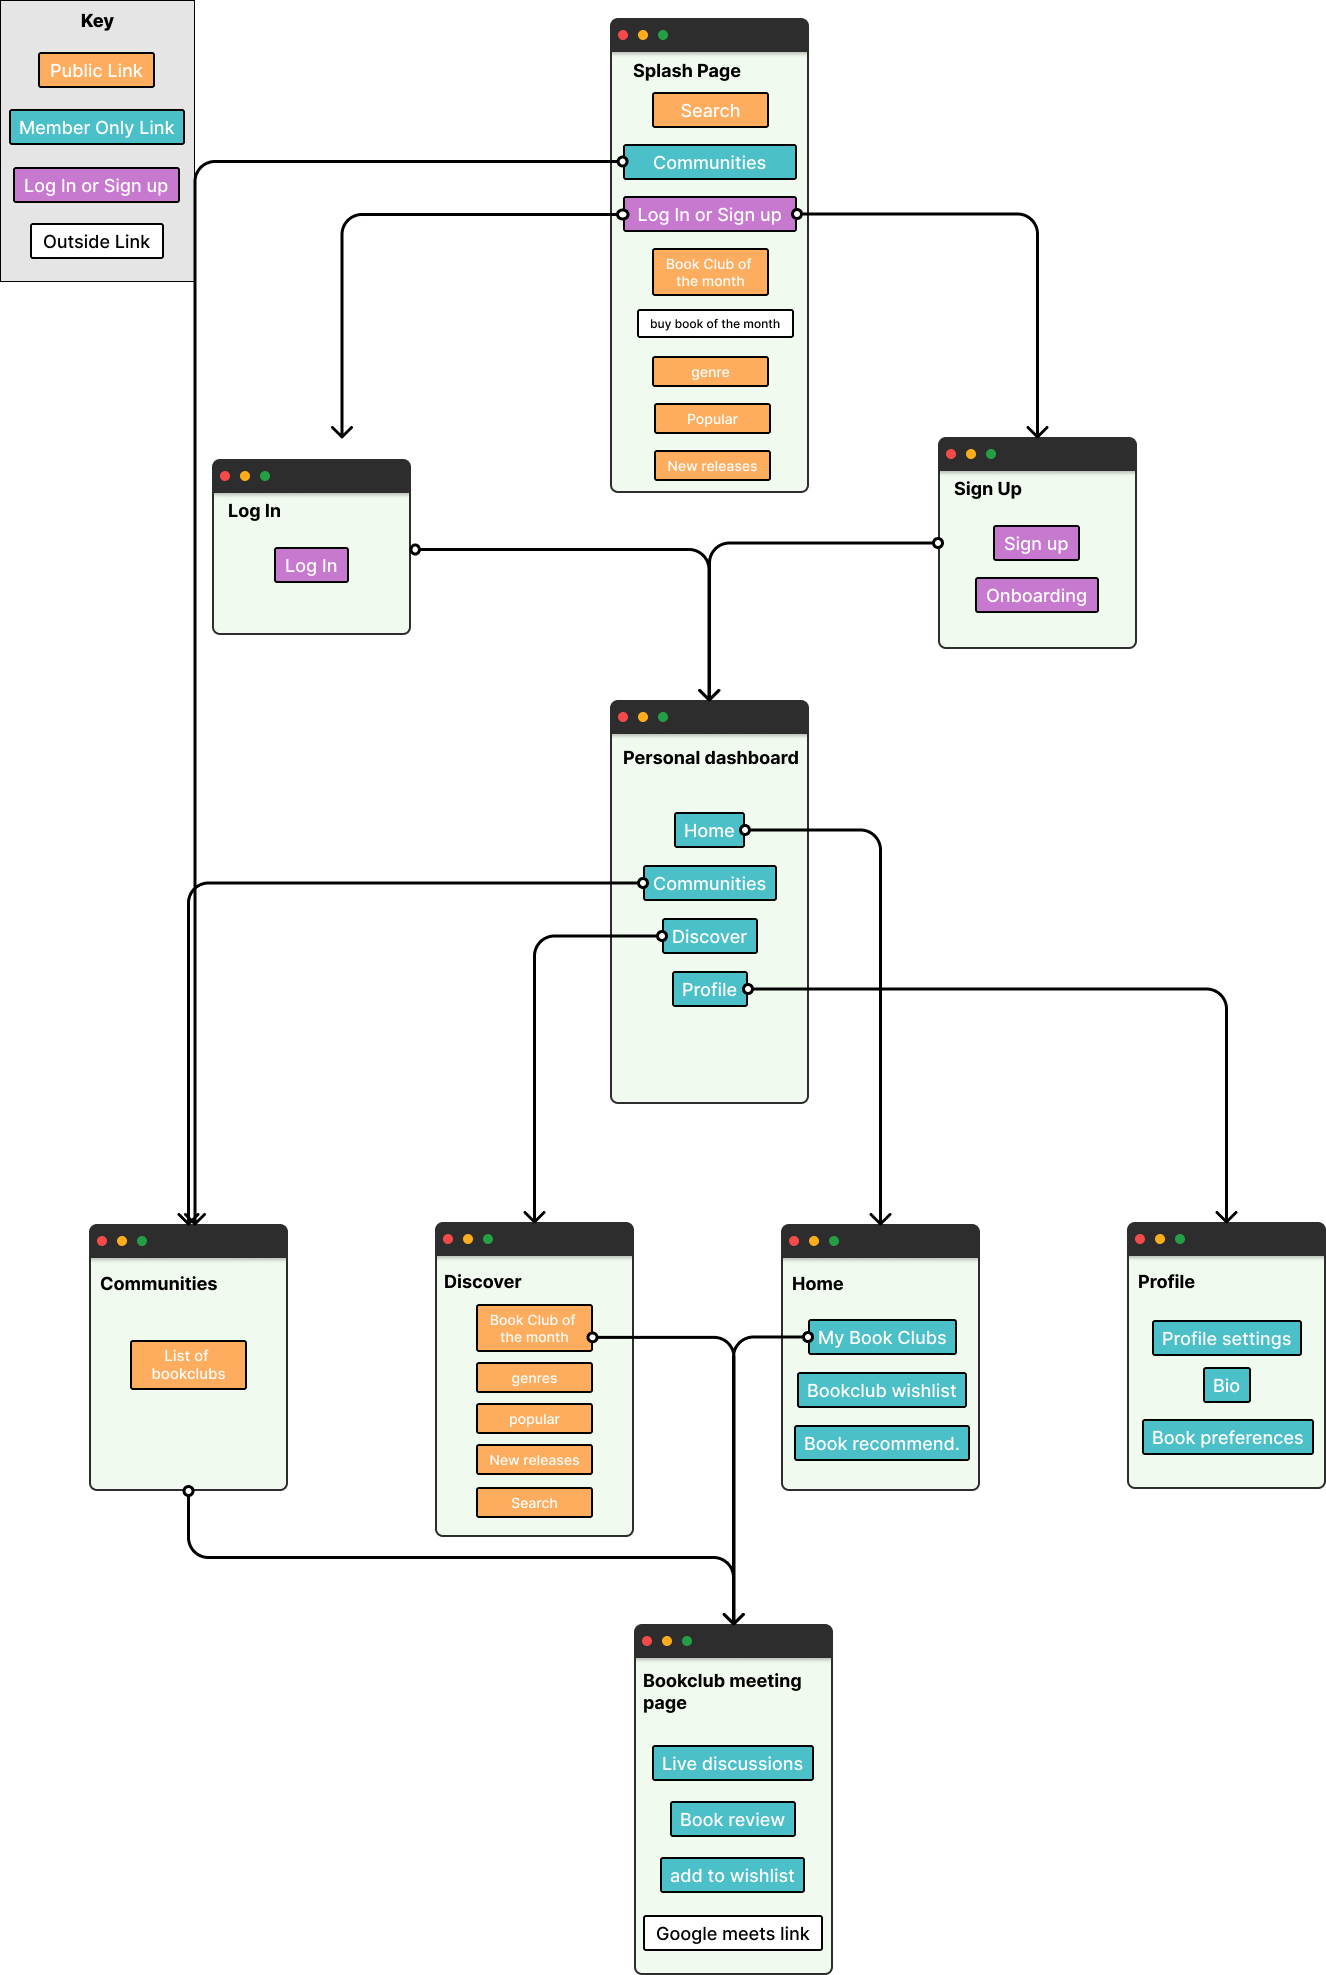 Key
Public Link
Member Only Link
Log In or Sign up
Outside Link
Splash Page
Search
Communities
Log In or Sign up
Book Club of
the month
buy book of the month
genre
Popular
New releases
Log In
Log In
Sign Up
Sign up
Onboarding
Personal dashboard
Home
Communities
Discover
Profile
Communities
List of
bookclubs
Discover
Book Club of
the month
genres
popular
New releases
Search
Home
My Book Clubs
Bookclub wishlist
Book recommend.
Profile
Profile settings
Bio
Book preferences
Bookclub meeting
page
Live discussions
Book review
add to wishlist
Google meets link